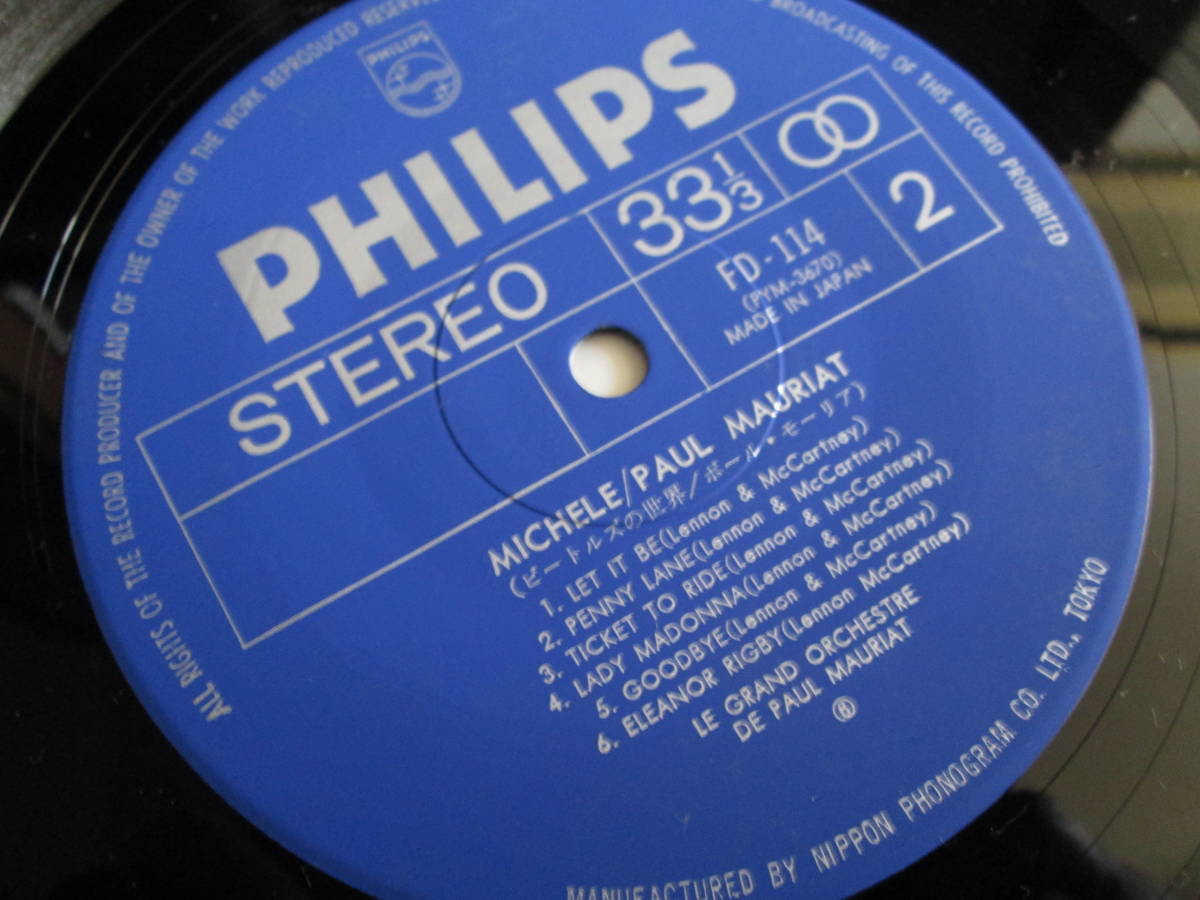 ALL RIGHTS OF THE RECORD PRODUCER AND OF THE OWNER OF THE WORK REPRODUCED RESERVED
BROADCASTING OF THIS RECORD PROHIBITED
PHILIPS
PHILIPS
STEREO
33 1/3
2
FD-114
(PYM-3670)
MADE IN JAPAN
MICHELE/PAUL MAURIAT
(ビートルズの世界/ポール・モーリア)
1. LET IT BE(Lennon & McCartney)
2. PENNY LANE(Lennon & McCartney)
3. TICKET TO RIDE(Lennon & McCartney)
4. LADY MADONNA(Lennon & McCartney)
5. GOODBYE(Lennon & McCartney)
6. ELEANOR RIGBY(Lennon McCartney)
LE GRAND ORCHESTRE
DE PAUL MAURIAT
MANUFACTURED BY NIPPON PHONOGRAM CO. LTD., TOKYO